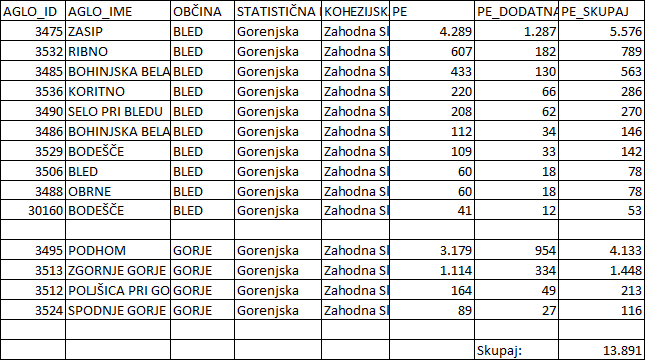 AGLO_ID AGLO_IME OBČINA STATISTIČNA KOHEZIJSKA PE PE_DODATNA PE_SKUPAJ
3475 ZASIP BLED Gorenjska Zahodna Sl 4.289 1.287 5.576
3532 RIBNO BLED Gorenjska Zahodna Sl 607 182 789
3485 BOHINJSKA BELA BLED Gorenjska Zahodna Sl 433 130 563
3536 KORITNO BLED Gorenjska Zahodna Sl 220 66 286
3490 SELO PRI BLEDU BLED Gorenjska Zahodna Sl 208 62 270
3486 BOHINJSKA BELA BLED Gorenjska Zahodna Sl 112 34 146
3529 BODEŠČE BLED Gorenjska Zahodna Sl 109 33 142
3506 BLED BLED Gorenjska Zahodna Sl 60 18 78
3488 OBRNE BLED Gorenjska Zahodna Sl 60 18 78
30160 BODEŠČE BLED Gorenjska Zahodna Sl 41 12 53
3495 PODHOM GORJE Gorenjska Zahodna Sl 3.179 954 4.133
3513 ZGORNJE GORJE GORJE Gorenjska Zahodna Sl 1.114 334 1.448
3512 POLJŠICA PRI GO GORJE Gorenjska Zahodna Sl 164 49 213
3524 SPODNJE GORJE GORJE Gorenjska Zahodna Sl 89 27 116
Skupaj: 13.891